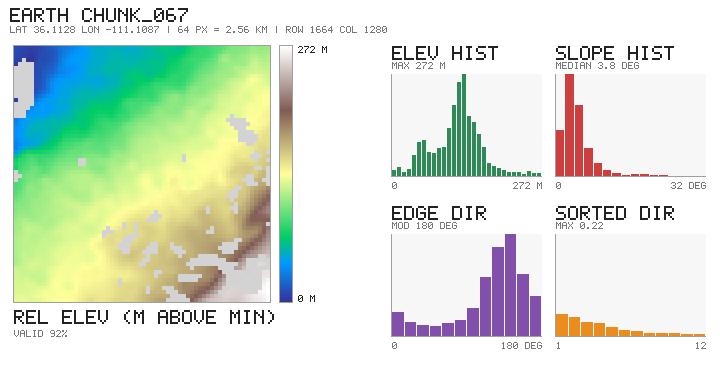 EARTH CHUNK_067
LAT 36.1128 LON -111.1087 | 64 PX = 2.56 KM | ROW 1664 COL 1280
272 M
0 M
REL ELEV (M ABOVE MIN)
VALID 92%
ELEV HIST
MAX 272 M
0 272 M
SLOPE HIST
MEDIAN 3.8 DEG
0 32 DEG
EDGE DIR
MOD 180 DEG
0 180 DEG
SORTED DIR
MAX 0.22
1 12